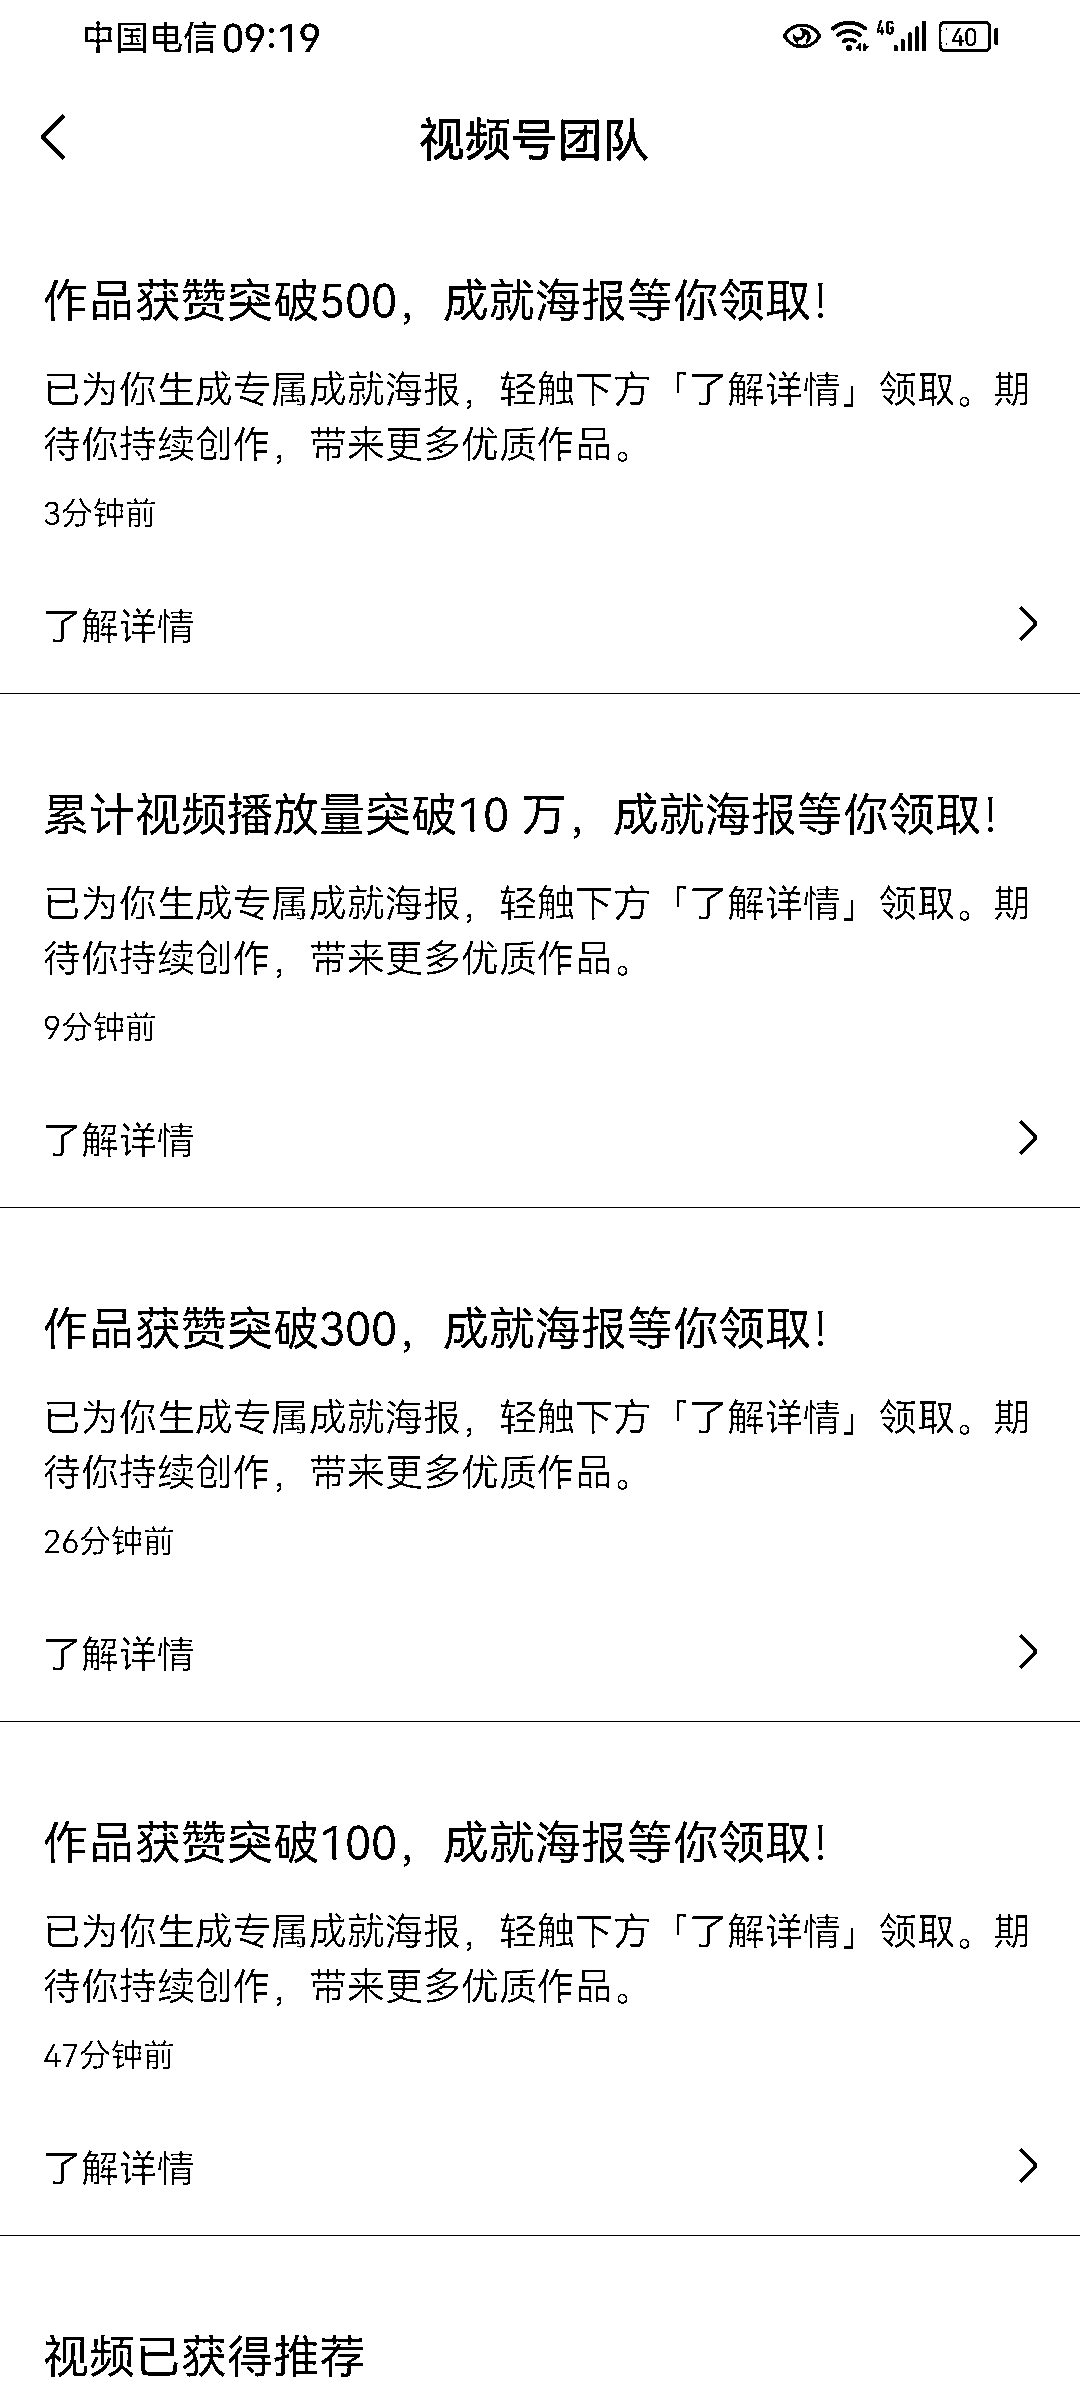 中国电信 09:19 4G 40
视频号团队
作品获赞突破500，成就海报等你领取！
已为你生成专属成就海报，轻触下方「了解详情」领取。期
待你持续创作，带来更多优质作品。
3分钟前
了解详情
累计视频播放量突破10 万，成就海报等你领取！
已为你生成专属成就海报，轻触下方「了解详情」领取。期
待你持续创作，带来更多优质作品。
9分钟前
了解详情
作品获赞突破300，成就海报等你领取！
已为你生成专属成就海报，轻触下方「了解详情」领取。期
待你持续创作，带来更多优质作品。
26分钟前
了解详情
作品获赞突破100，成就海报等你领取！
已为你生成专属成就海报，轻触下方「了解详情」领取。期
待你持续创作，带来更多优质作品。
47分钟前
了解详情
视频已获得推荐